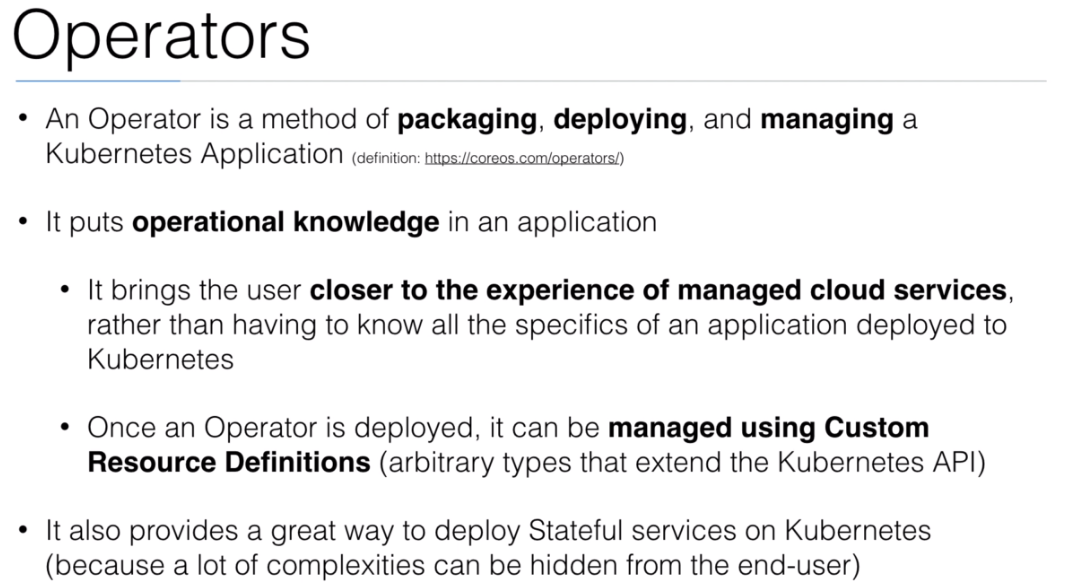 Operators
• An Operator is a method of packaging, deploying, and managing a
Kubernetes Application (definition: https://coreos.com/operators/)
• It puts operational knowledge in an application
• It brings the user closer to the experience of managed cloud services,
rather than having to know all the specifics of an application deployed to
Kubernetes
• Once an Operator is deployed, it can be managed using Custom
Resource Definitions (arbitrary types that extend the Kubernetes API)
• It also provides a great way to deploy Stateful services on Kubernetes
(because a lot of complexities can be hidden from the end-user)